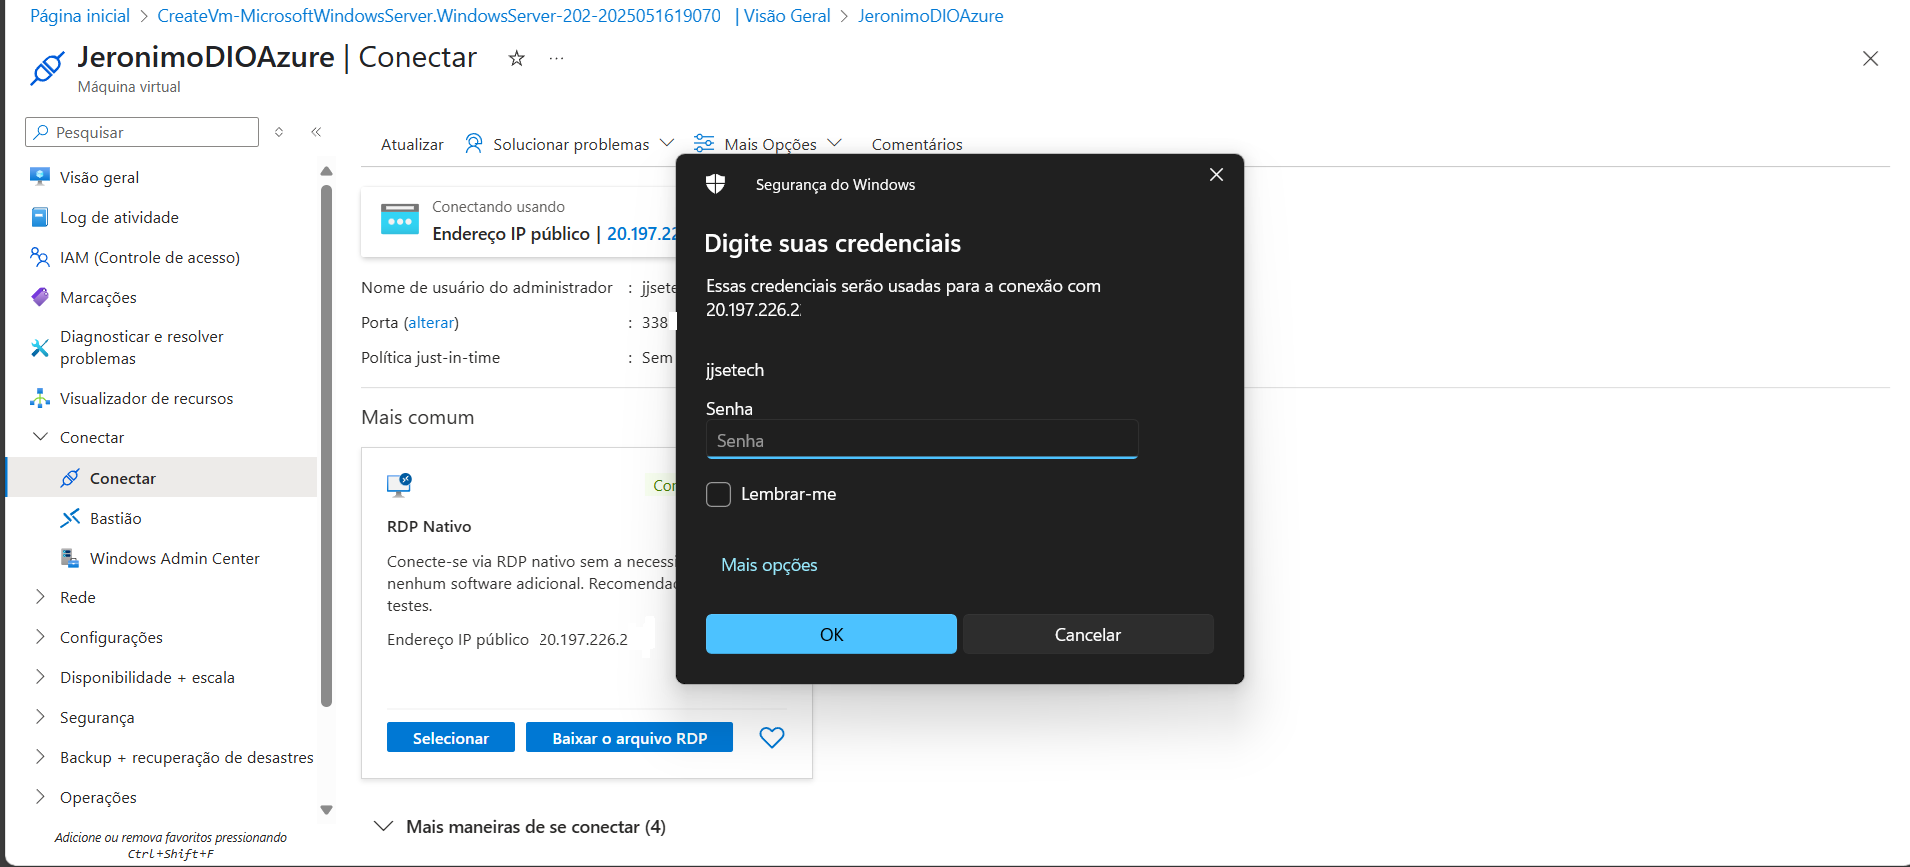 Página inicial > CreateVm-MicrosoftWindowsServer.WindowsServer-202-2025051619070 | Visão Geral > JeronimoDIOAzure
JeronimoDIOAzure | Conectar
Máquina virtual
Pesquisar
Visão geral
Log de atividade
IAM (Controle de acesso)
Marcações
Diagnosticar e resolver
problemas
Visualizador de recursos
Conectar
Conectar
Bastião
Windows Admin Center
Rede
Configurações
Disponibilidade + escala
Segurança
Backup + recuperação de desastres
Operações
Adicione ou remova favoritos pressionando
Ctrl+Shift+F
Atualizar Solucionar problemas Mais Opções Comentários
Conectando usando
Endereço IP público | 20.197.22
Nome de usuário do administrador : jjsete
Porta (alterar) : 338
Política just-in-time : Sem
Mais comum
RDP Nativo
Conecte-se via RDP nativo sem a necessi
nenhum software adicional. Recomendad
testes.
Endereço IP público 20.197.226.2
Selecionar Baixar o arquivo RDP
Mais maneiras de se conectar (4)
Segurança do Windows
Digite suas credenciais
Essas credenciais serão usadas para a conexão com
20.197.226.2
jjsetech
Senha
Senha
Lembrar-me
Mais opções
OK Cancelar